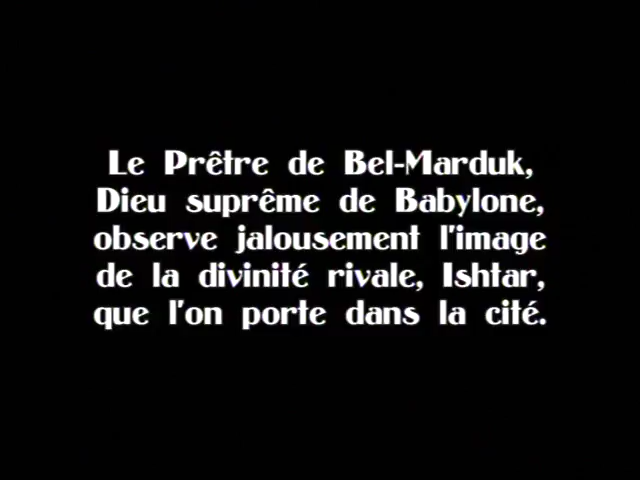 Le Prêtre de Bel-Marduk,
Dieu suprême de Babylone,
observe jalousement l'image
de la divinité rivale, Ishtar,
que l'on porte dans la cité.